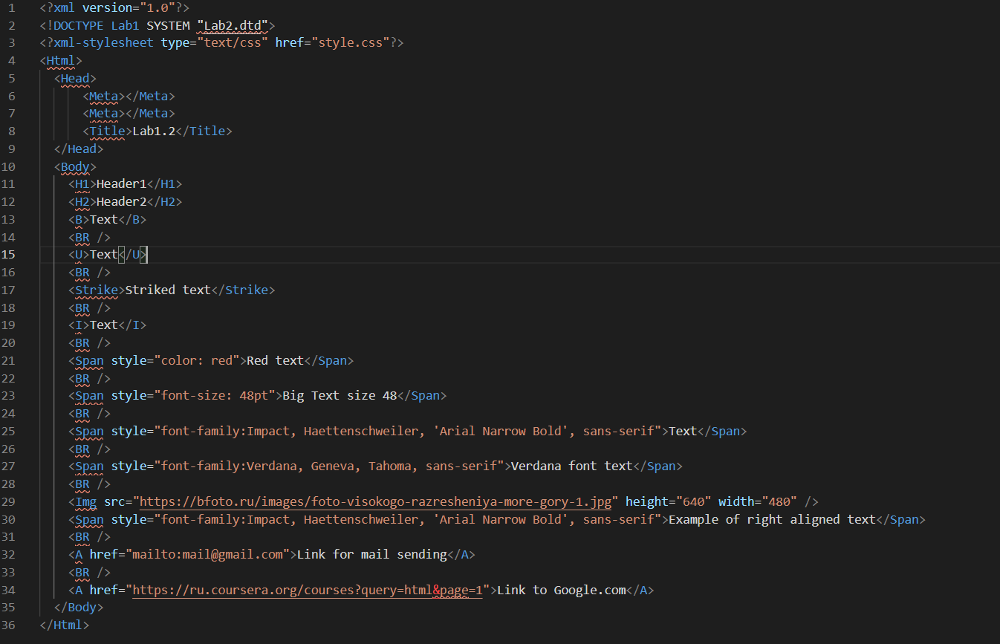 1 <?xml version="1.0"?>
2 <!DOCTYPE Lab1 SYSTEM "Lab2.dtd">
3 <?xml-stylesheet type="text/css" href="style.css"?>
4 <Html>
5 <Head>
6 <Meta></Meta>
7 <Meta></Meta>
8 <Title>Lab1.2</Title>
9 </Head>
10 <Body>
11 <H1>Header1</H1>
12 <H2>Header2</H2>
13 <B>Text</B>
14 <BR />
15 <U>Text</U>
16 <BR />
17 <Strike>Striked text</Strike>
18 <BR />
19 <I>Text</I>
20 <BR />
21 <Span style="color: red">Red text</Span>
22 <BR />
23 <Span style="font-size: 48pt">Big Text size 48</Span>
24 <BR />
25 <Span style="font-family:Impact, Haettenschweiler, 'Arial Narrow Bold', sans-serif">Text</Span>
26 <BR />
27 <Span style="font-family:Verdana, Geneva, Tahoma, sans-serif">Verdana font text</Span>
28 <BR />
29 <Img src="https://bfoto.ru/images/foto-visokogo-razresheniya-more-gory-1.jpg" height="640" width="480" />
30 <Span style="font-family:Impact, Haettenschweiler, 'Arial Narrow Bold', sans-serif">Example of right aligned text</Span>
31 <BR />
32 <A href="mailto:mail@gmail.com">Link for mail sending</A>
33 <BR />
34 <A href="https://ru.coursera.org/courses?query=html&page=1">Link to Google.com</A>
35 </Body>
36 </Html>